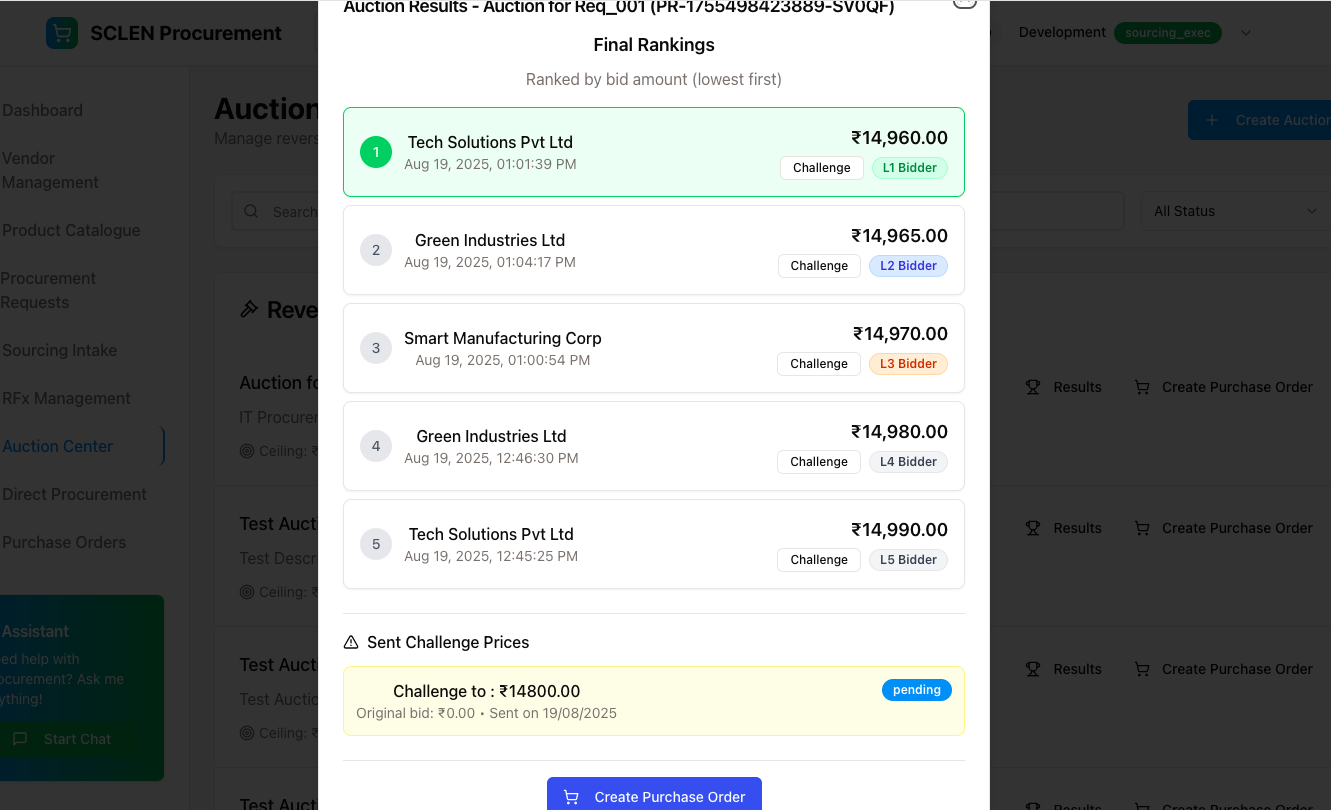 Auction Results - Auction for Req_001 (PR-1755498423889-SV0QF)
SCLEN Procurement
Development sourcing_exec
Final Rankings
Ranked by bid amount (lowest first)
Dashboard
Vendor
Management
Product Catalogue
Procurement
Requests
Sourcing Intake
RFx Management
Auction Center
Direct Procurement
Purchase Orders
Assistant
ed help with
ocurement? Ask me
ything!
Start Chat
Auction
Manage revers
Create Auction
Search
All Status
Reve
Auction fo
IT Procurer
Ceiling: ₹
Results
Create Purchase Order
Test Aucti
Test Descr
Ceiling: ₹
Results
Create Purchase Order
Test Aucti
Test Auctio
Ceiling: ₹
Results
Create Purchase Order
Test Aucti
Results
Create Purchase Order
1
Tech Solutions Pvt Ltd
Aug 19, 2025, 01:01:39 PM
₹14,960.00
Challenge
L1 Bidder
2
Green Industries Ltd
Aug 19, 2025, 01:04:17 PM
₹14,965.00
Challenge
L2 Bidder
3
Smart Manufacturing Corp
Aug 19, 2025, 01:00:54 PM
₹14,970.00
Challenge
L3 Bidder
4
Green Industries Ltd
Aug 19, 2025, 12:46:30 PM
₹14,980.00
Challenge
L4 Bidder
5
Tech Solutions Pvt Ltd
Aug 19, 2025, 12:45:25 PM
₹14,990.00
Challenge
L5 Bidder
Sent Challenge Prices
Challenge to : ₹14800.00
Original bid: ₹0.00 • Sent on 19/08/2025
pending
Create Purchase Order